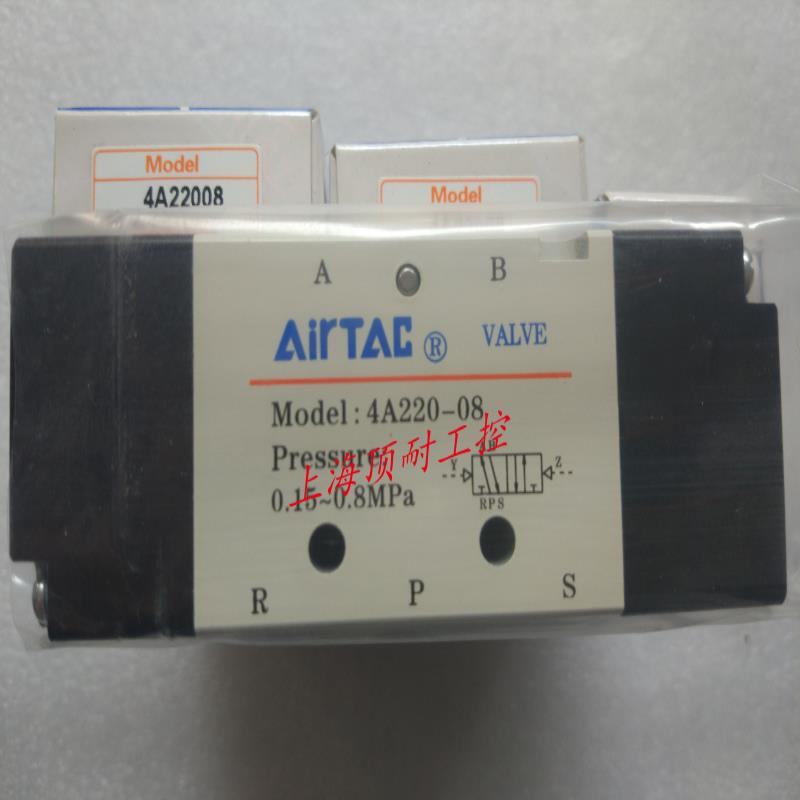 Model
4A22008
Model
A B
AirTAC ® VALVE
Model: 4A220-08
Pressure:
0.15~0.8MPa
上海顶耐工控
Y Z
RPS
R P S